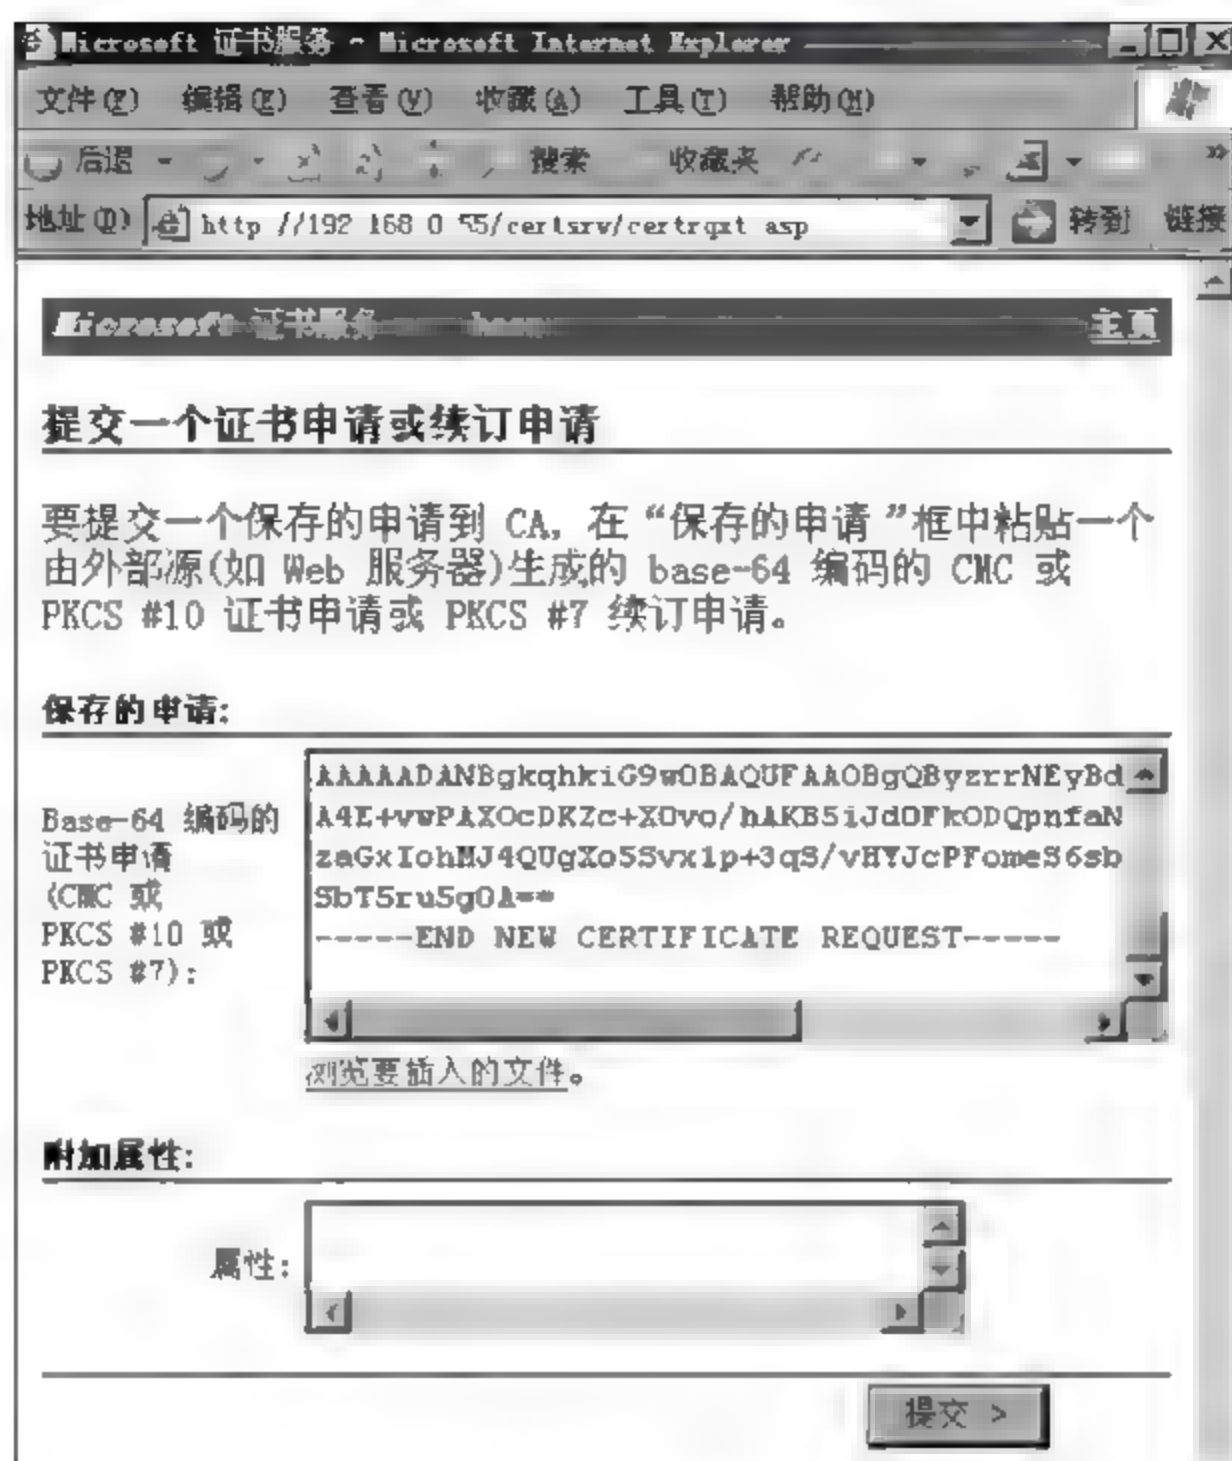 Microsoft 证书服务 - Microsoft Internet Explorer
文件(F) 编辑(E) 查看(V) 收藏(A) 工具(T) 帮助(H)
后退 搜索 收藏夹 »
地址(D) http //192 168 0 55/certsrv/certrqxt asp 转到 链接
Microsoft 证书服务 主页
提交一个证书申请或续订申请
要提交一个保存的申请到 CA, 在“保存的申请”框中粘贴一个
由外部源(如 Web 服务器)生成的 base-64 编码的 CMC 或
PKCS #10 证书申请或 PKCS #7 续订申请。
保存的申请:
Base-64 编码的
证书申请
(CMC 或
PKCS #10 或
PKCS #7):
AAAAADANBgkqhkiG9w0BAQUFAAOBgQByzrrNEyBd
A4E+vwPAXOcDKZc+XOvo/hAKB5iJdOFkODQpnfaN
zaGxIohMJ4QUgXo5Svx1p+3qS/vHYJcPFomeS6sb
SbT5ru5gOA==
-----END NEW CERTIFICATE REQUEST-----
浏览要插入的文件。
附加属性:
属性:
提交 >